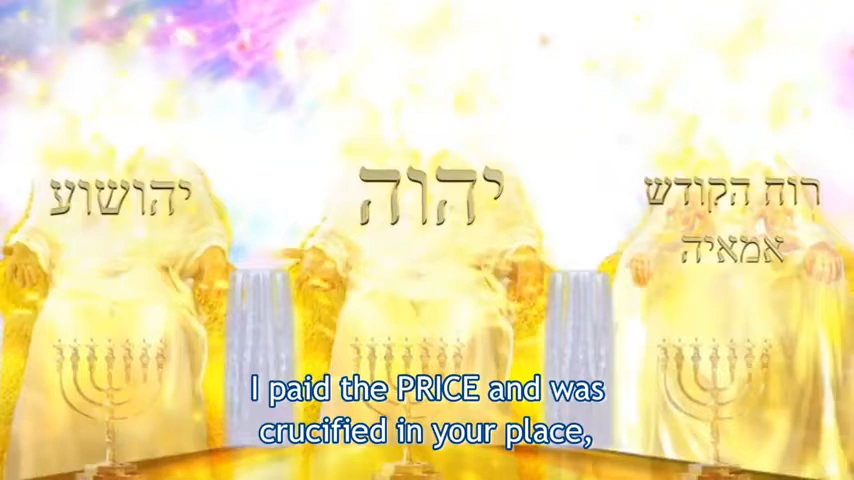 יהושוע
יהוה
רוח הקודש
אמאיה
I paid the PRICE and was
crucified in your place,